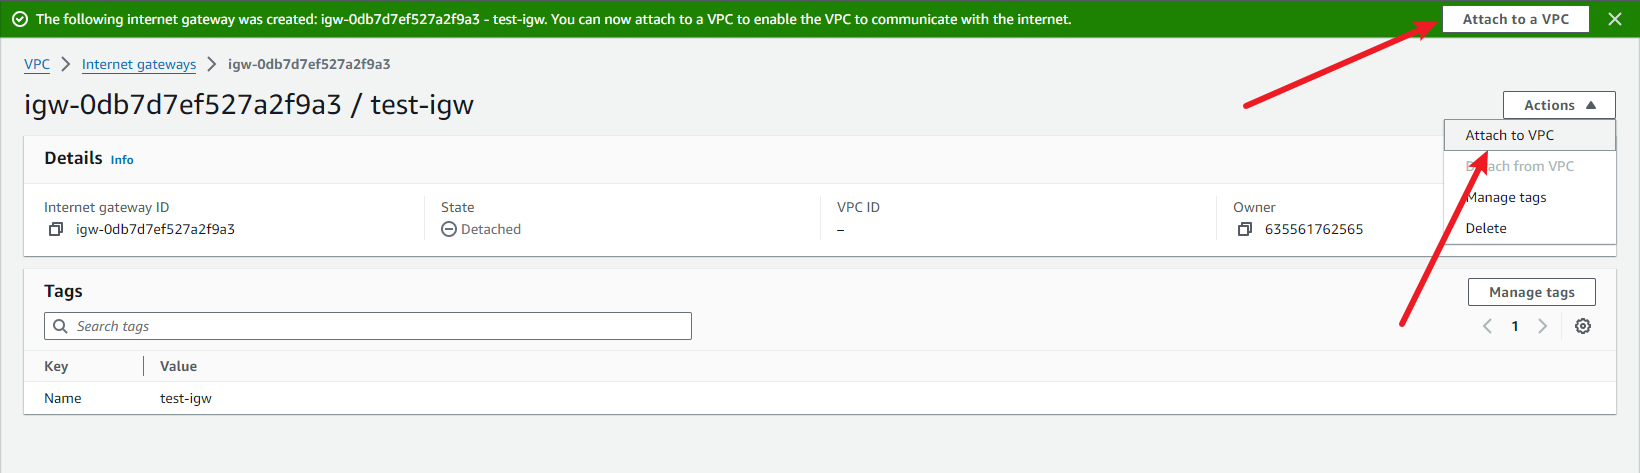 The following internet gateway was created: igw-0db7d7ef527a2f9a3 - test-igw. You can now attach to a VPC to enable the VPC to communicate with the internet.
Attach to a VPC
VPC > Internet gateways > igw-0db7d7ef527a2f9a3
igw-0db7d7ef527a2f9a3 / test-igw
Actions
Attach to VPC
Detach from VPC
Manage tags
Delete
Details Info
Internet gateway ID
igw-0db7d7ef527a2f9a3
State
Detached
VPC ID
–
Owner
635561762565
Tags
Manage tags
Search tags
1
Key Value
Name test-igw